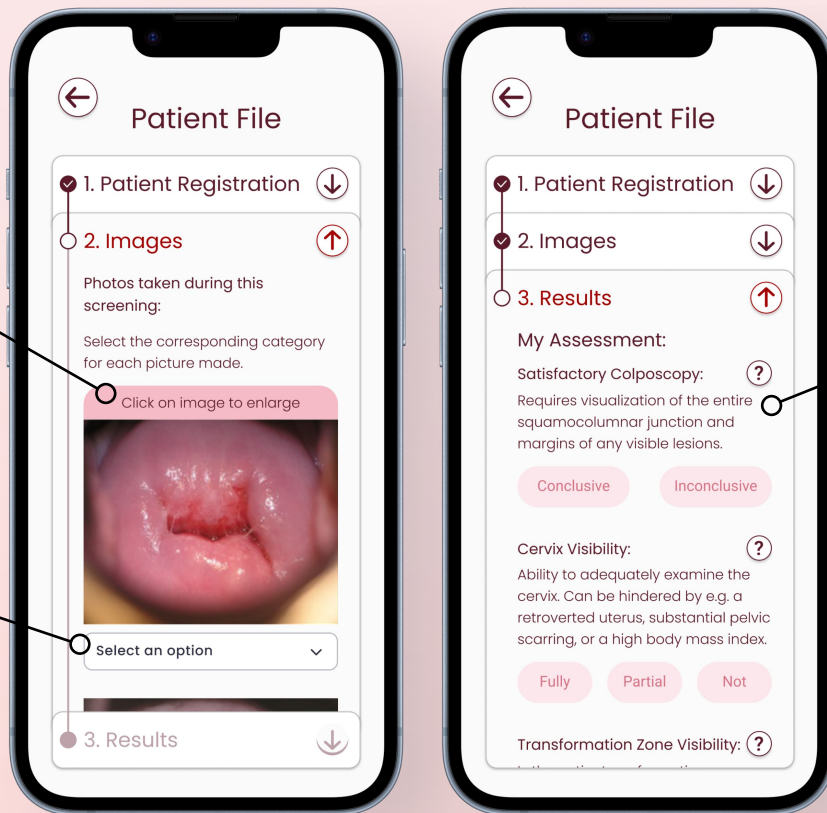 Patient File
1. Patient Registration
2. Images
Photos taken during this
screening:
Select the corresponding category
for each picture made.
Click on image to enlarge
Select an option
3. Results
Patient File
1. Patient Registration
2. Images
3. Results
My Assessment:
Satisfactory Colposcopy: ?
Requires visualization of the entire
squamocolumnar junction and
margins of any visible lesions.
Conclusive Inconclusive
Cervix Visibility: ?
Ability to adequately examine the
cervix. Can be hindered by e.g. a
retroverted uterus, substantial pelvic
scarring, or a high body mass index.
Fully Partial Not
Transformation Zone Visibility: ?